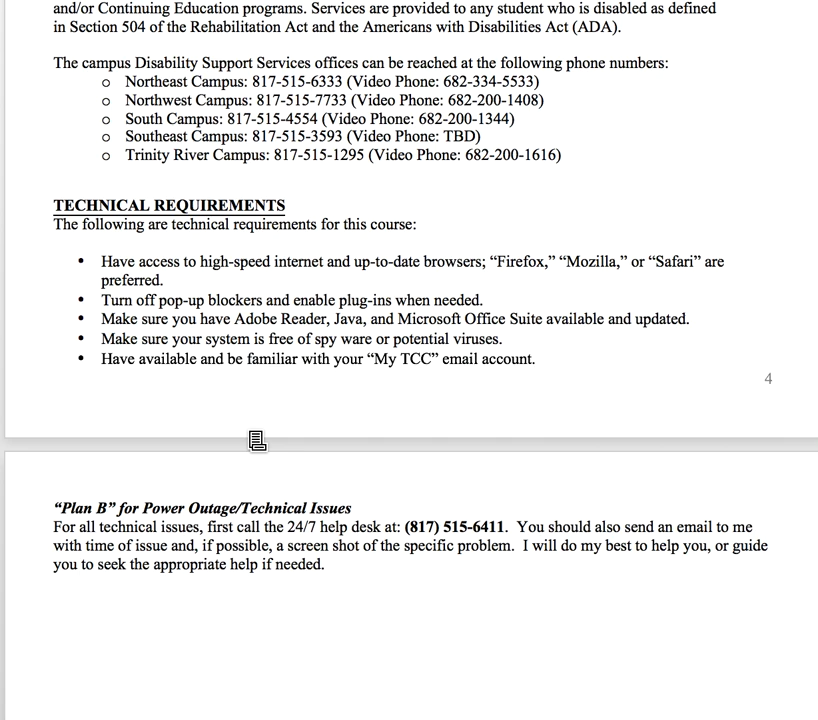 and/or Continuing Education programs. Services are provided to any student who is disabled as defined
in Section 504 of the Rehabilitation Act and the Americans with Disabilities Act (ADA).
The campus Disability Support Services offices can be reached at the following phone numbers:
o Northeast Campus: 817-515-6333 (Video Phone: 682-334-5533)
o Northwest Campus: 817-515-7733 (Video Phone: 682-200-1408)
o South Campus: 817-515-4554 (Video Phone: 682-200-1344)
o Southeast Campus: 817-515-3593 (Video Phone: TBD)
o Trinity River Campus: 817-515-1295 (Video Phone: 682-200-1616)
TECHNICAL REQUIREMENTS
The following are technical requirements for this course:
• Have access to high-speed internet and up-to-date browsers; “Firefox,” “Mozilla,” or “Safari” are
preferred.
• Turn off pop-up blockers and enable plug-ins when needed.
• Make sure you have Adobe Reader, Java, and Microsoft Office Suite available and updated.
• Make sure your system is free of spy ware or potential viruses.
• Have available and be familiar with your “My TCC” email account.
4
“Plan B” for Power Outage/Technical Issues
For all technical issues, first call the 24/7 help desk at: (817) 515-6411.  You should also send an email to me
with time of issue and, if possible, a screen shot of the specific problem.  I will do my best to help you, or guide
you to seek the appropriate help if needed.